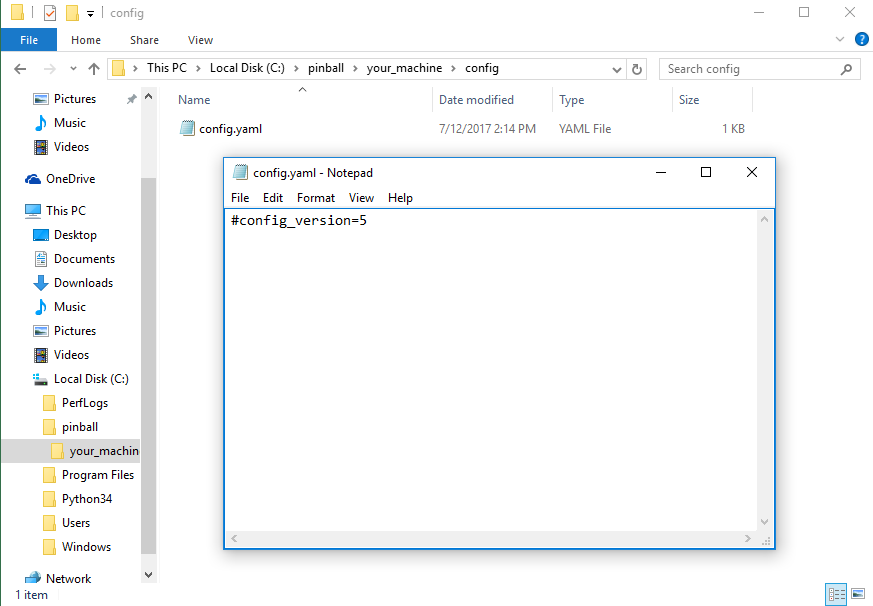 config
File Home Share View
This PC Local Disk (C:) pinball your_machine config
Search config
Name Date modified Type Size
config.yaml 7/12/2017 2:14 PM YAML File 1 KB
Pictures
Music
Videos
OneDrive
This PC
Desktop
Documents
Downloads
Music
Pictures
Videos
Local Disk (C:)
PerfLogs
pinball
your_machin
Program Files
Python34
Users
Windows
Network
1 item
config.yaml - Notepad
File Edit Format View Help
#config_version=5